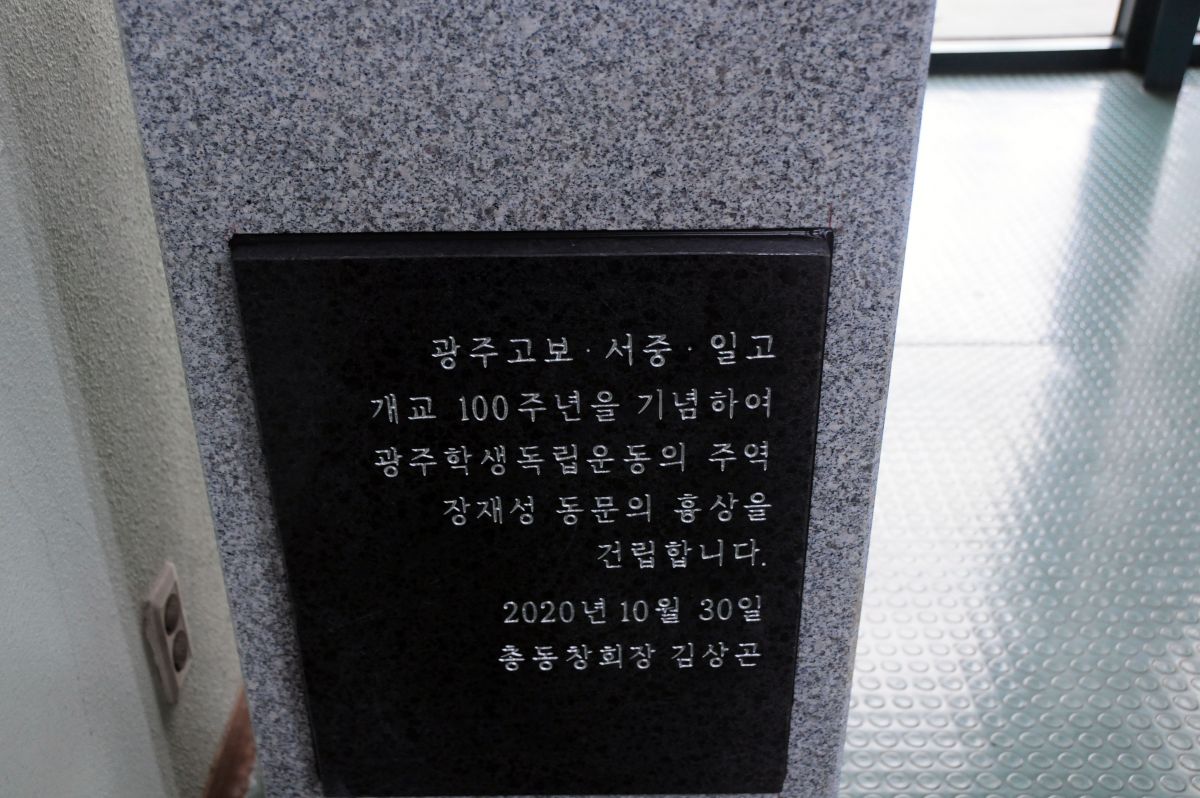 광주고보·서중·일고
개교 100주년을 기념하여
광주학생독립운동의 주역
장재성 동문의 흉상을
건립합니다.
2020년 10월 30일
총동창회장 김상곤